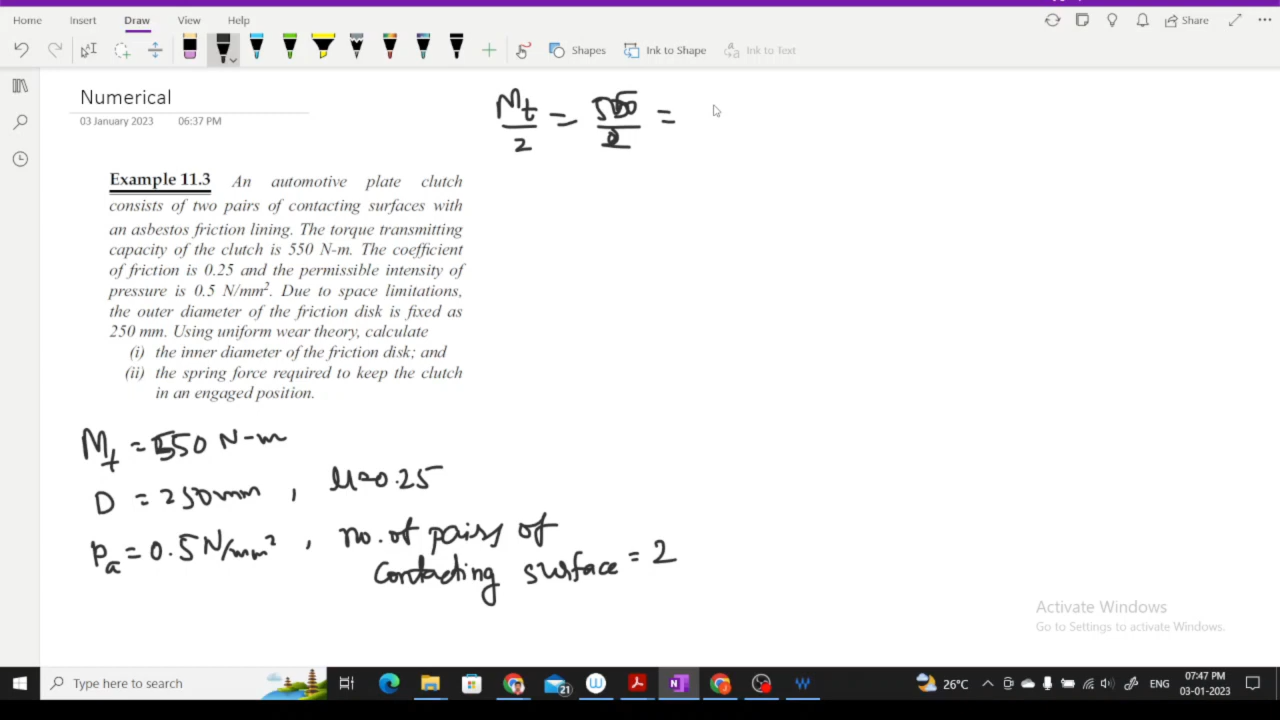 Home Insert Draw View Help
Share
Shapes Ink to Shape Ink to Text
Numerical
03 January 2023 06:37 PM
Mt/2 = 550/2 =
Example 11.3 An automotive plate clutch
consists of two pairs of contacting surfaces with
an asbestos friction lining. The torque transmitting
capacity of the clutch is 550 N-m. The coefficient
of friction is 0.25 and the permissible intensity of
pressure is 0.5 N/mm². Due to space limitations,
the outer diameter of the friction disk is fixed as
250 mm. Using uniform wear theory, calculate
(i) the inner diameter of the friction disk; and
(ii) the spring force required to keep the clutch
in an engaged position.
Mt = 550 N-m
D = 250mm , μ=0.25
Pa = 0.5 N/mm² , no. of pairs of
contacting surface = 2
Activate Windows
Go to Settings to activate Windows.
Type here to search
21
26°C
ENG
07:47 PM
03-01-2023